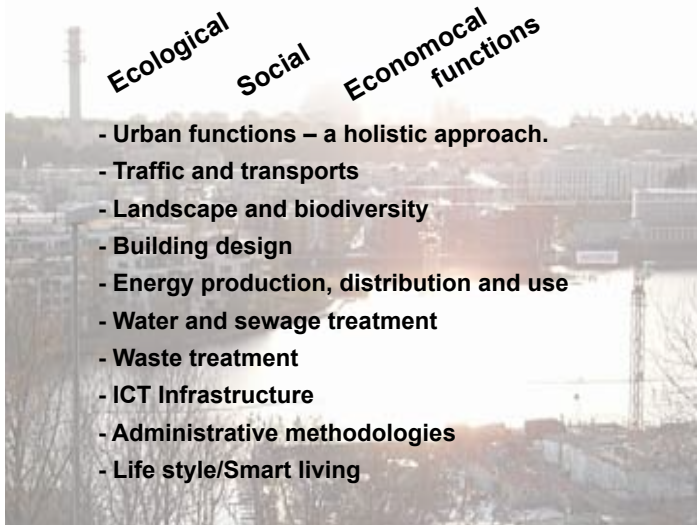 Ecological
Social
Economocal
functions
- Urban functions – a holistic approach.
- Traffic and transports
- Landscape and biodiversity
- Building design
- Energy production, distribution and use
- Water and sewage treatment
- Waste treatment
- ICT Infrastructure
- Administrative methodologies
- Life style/Smart living